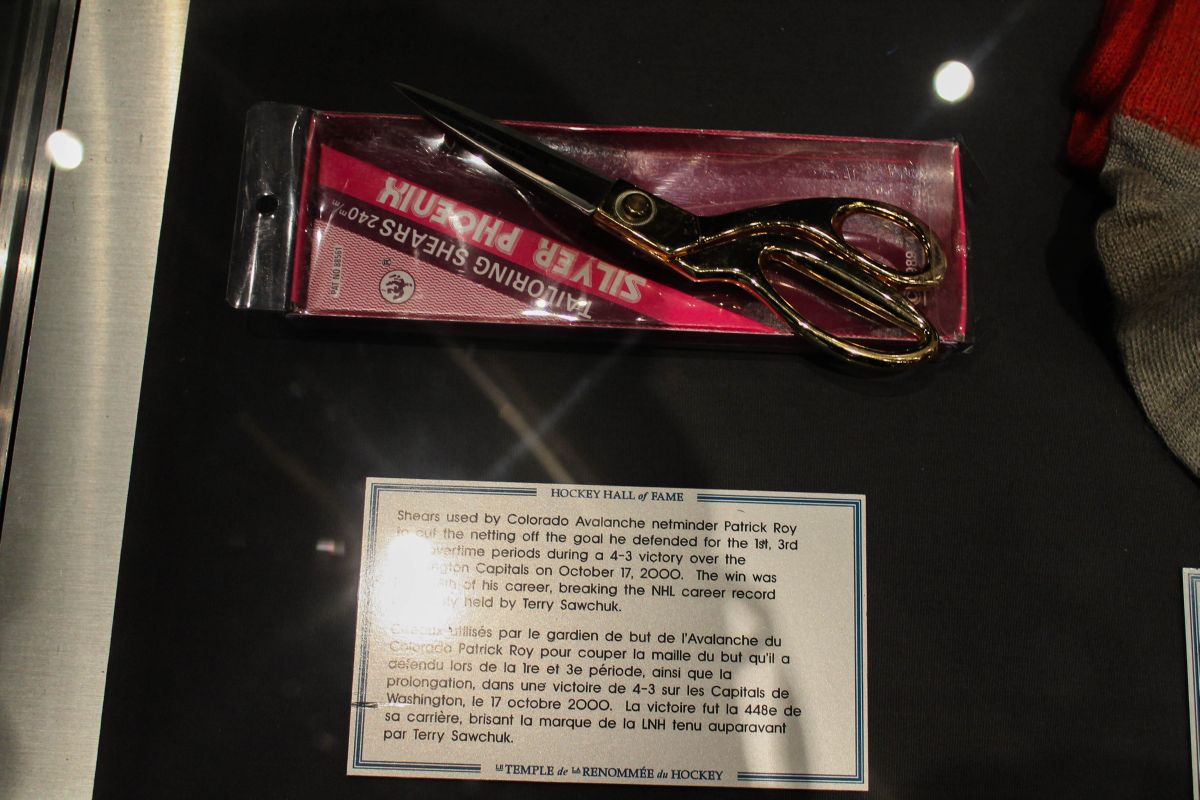 SILVER PHOENIX
TAILORING SHEARS 240 m/m
®
HOCKEY HALL of FAME
Shears used by Colorado Avalanche netminder Patrick Roy
cut the netting off the goal he defended for the 1st, 3rd
overtime periods during a 4-3 victory over the
Capitals on October 17, 2000. The win was
of his career, breaking the NHL career record
held by Terry Sawchuk.
utilisés par le gardien de but de l'Avalanche du
Colorado Patrick Roy pour couper la maille du but qu'il a
défendu lors de la 1re et 3e période, ainsi que la
prolongation, dans une victoire de 4-3 sur les Capitals de
Washington, le 17 octobre 2000. La victoire fut la 448e de
sa carrière, brisant la marque de la LNH tenu auparavant
par Terry Sawchuk.
LE TEMPLE de LA RENOMMÉE du HOCKEY